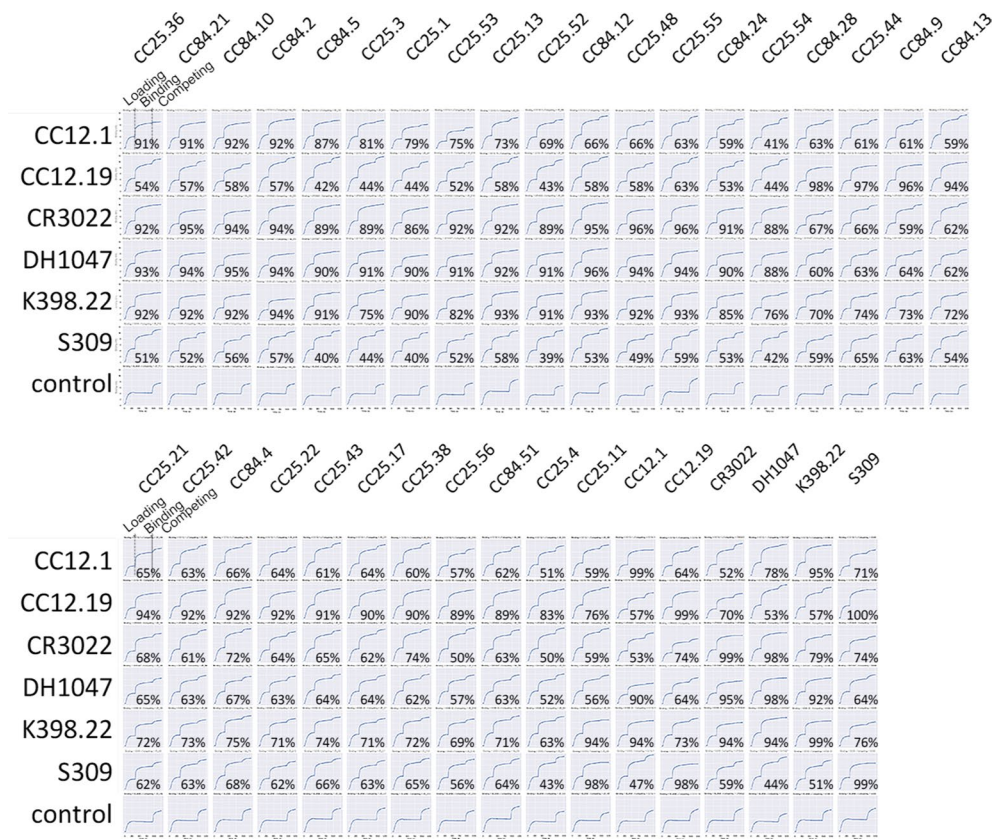 CC25.36 CC84.21 CC84.10 CC84.2 CC84.5 CC25.3 CC25.1 CC25.53 CC25.13 CC25.52 CC84.12 CC25.48 CC25.55 CC84.24 CC25.54 CC84.28 CC25.44 CC84.9 CC84.13
Loading Binding Competing
CC12.1 91% 91% 92% 92% 87% 81% 79% 75% 73% 69% 66% 66% 63% 59% 41% 63% 61% 61% 59%
CC12.19 54% 57% 58% 57% 42% 44% 44% 52% 58% 43% 58% 58% 63% 53% 44% 98% 97% 96% 94%
CR3022 92% 95% 94% 94% 89% 89% 86% 92% 92% 89% 95% 96% 96% 91% 88% 67% 66% 59% 62%
DH1047 93% 94% 95% 94% 90% 91% 90% 91% 92% 91% 96% 94% 94% 90% 88% 60% 63% 64% 62%
K398.22 92% 92% 92% 94% 91% 75% 90% 82% 93% 91% 93% 92% 93% 85% 76% 70% 74% 73% 72%
S309 51% 52% 56% 57% 40% 44% 40% 52% 58% 39% 53% 49% 59% 53% 42% 59% 65% 63% 54%
control
CC25.21 CC25.42 CC84.4 CC25.22 CC25.43 CC25.17 CC25.38 CC25.56 CC84.51 CC25.4 CC25.11 CC12.1 CC12.19 CR3022 DH1047 K398.22 S309
Loading Binding Competing
CC12.1 65% 63% 66% 64% 61% 64% 60% 57% 62% 51% 59% 99% 64% 52% 78% 95% 71%
CC12.19 94% 92% 92% 92% 91% 90% 90% 89% 89% 83% 76% 57% 99% 70% 53% 57% 100%
CR3022 68% 61% 72% 64% 65% 62% 74% 50% 63% 50% 59% 53% 74% 99% 98% 79% 74%
DH1047 65% 63% 67% 63% 64% 64% 62% 57% 63% 52% 56% 90% 64% 95% 98% 92% 64%
K398.22 72% 73% 75% 71% 74% 71% 72% 69% 71% 63% 94% 94% 73% 94% 94% 99% 76%
S309 62% 63% 68% 62% 66% 63% 65% 56% 64% 43% 98% 47% 98% 59% 44% 51% 99%
control